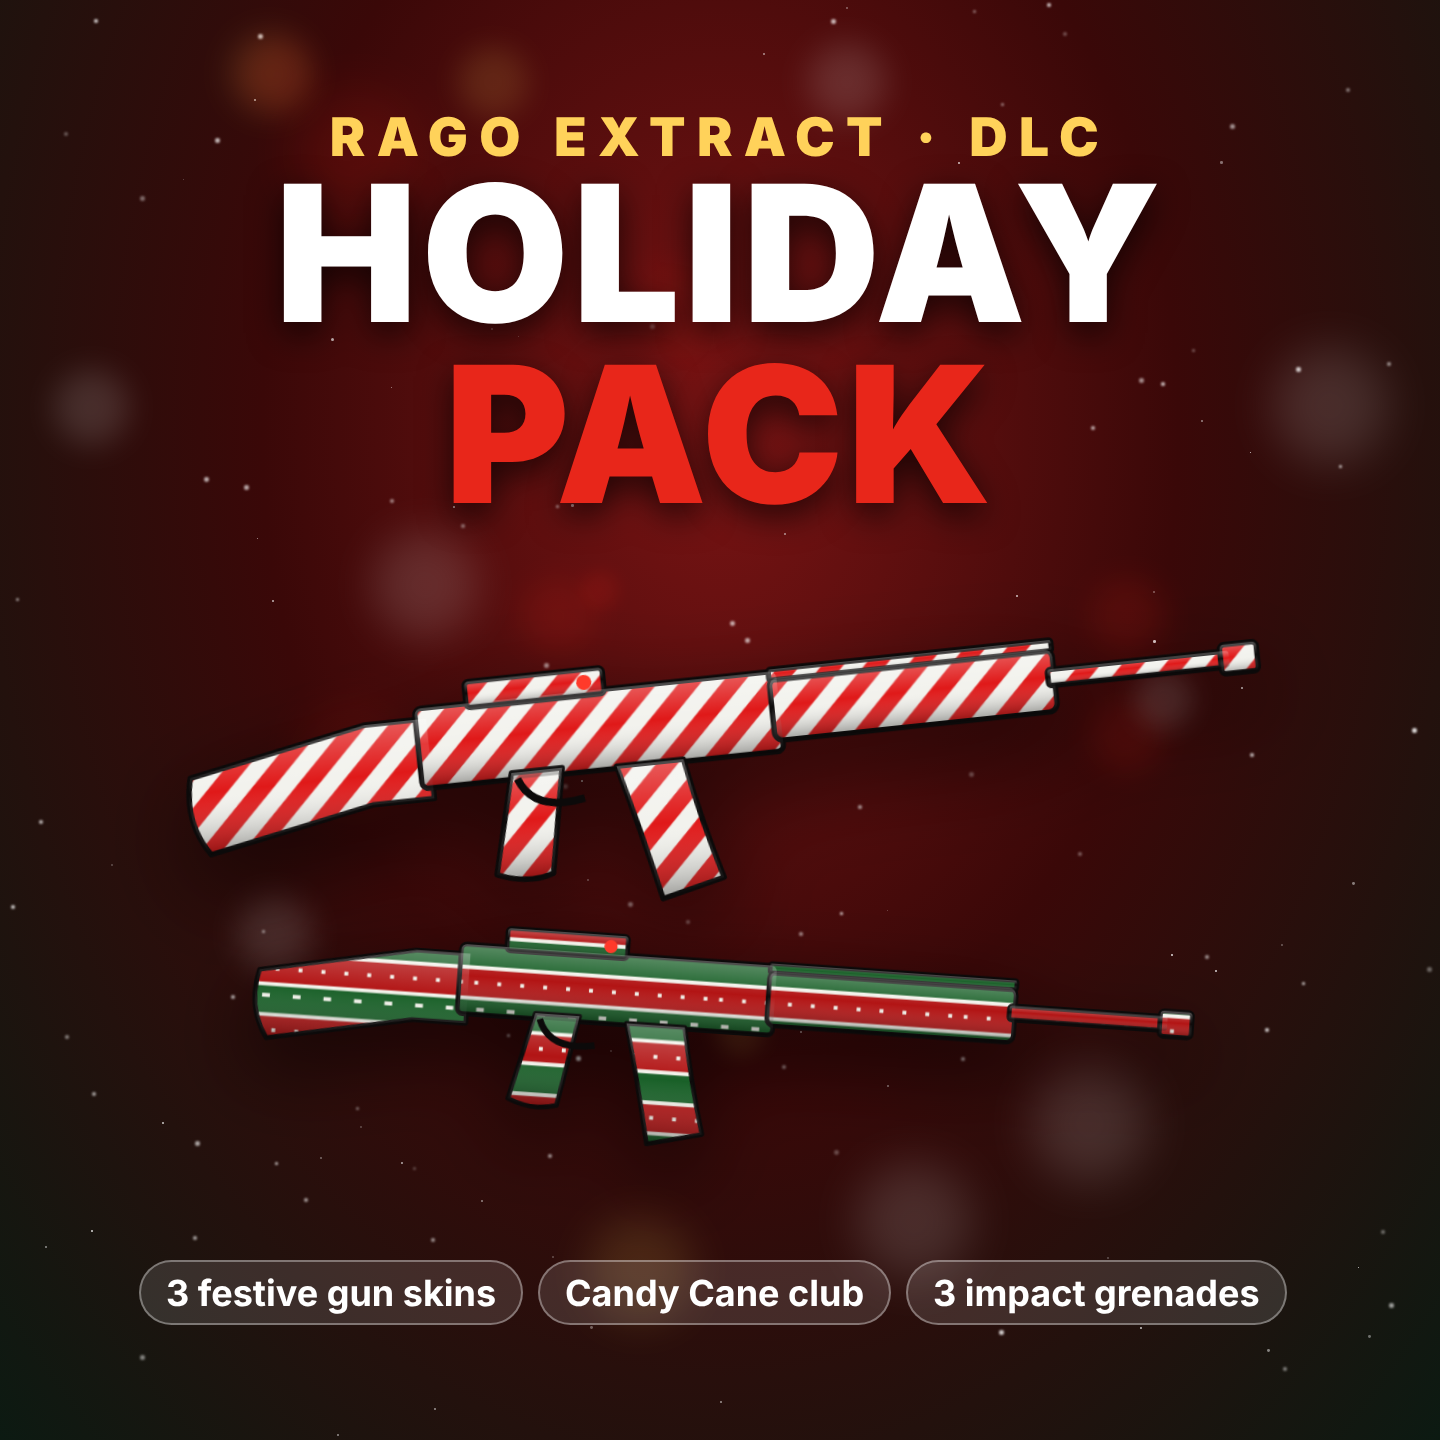 RAGO EXTRACT · DLC
HOLIDAY
PACK
3 festive gun skins
Candy Cane club
3 impact grenades